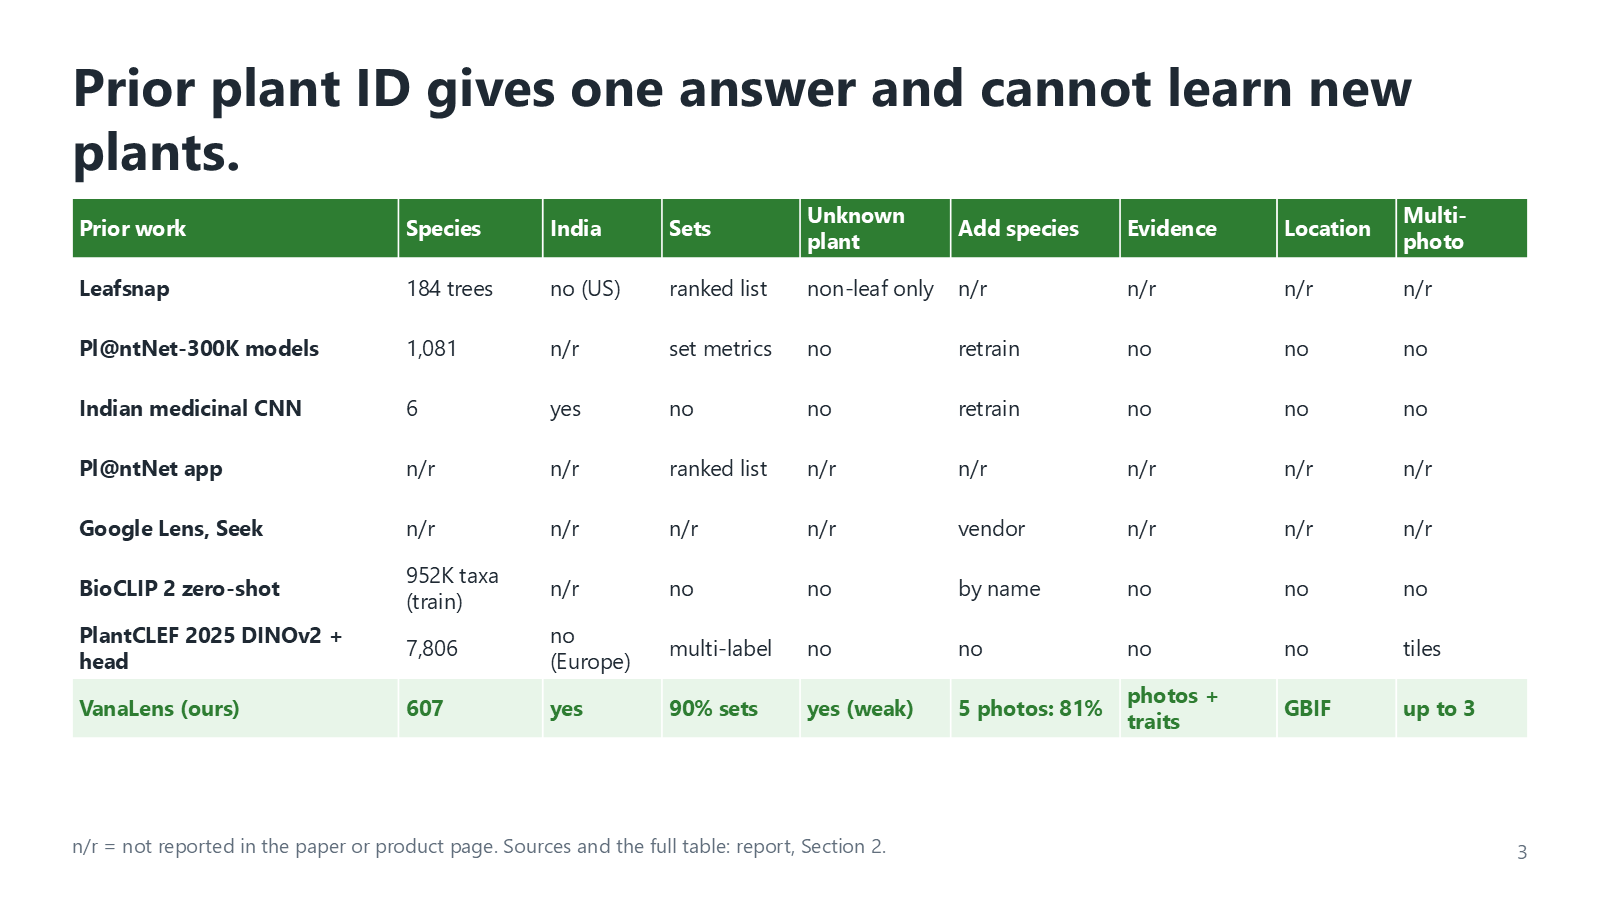 Prior plant ID gives one answer and cannot learn new
plants.
Prior work Species India Sets Unknown plant Add species Evidence Location Multi-photo
Leafsnap 184 trees no (US) ranked list non-leaf only n/r n/r n/r n/r
Pl@ntNet-300K models 1,081 n/r set metrics no retrain no no no
Indian medicinal CNN 6 yes no no retrain no no no
Pl@ntNet app n/r n/r ranked list n/r n/r n/r n/r n/r
Google Lens, Seek n/r n/r n/r n/r vendor n/r n/r n/r
BioCLIP 2 zero-shot 952K taxa (train) n/r no no by name no no no
PlantCLEF 2025 DINOv2 + head 7,806 no (Europe) multi-label no no no no tiles
VanaLens (ours) 607 yes 90% sets yes (weak) 5 photos: 81% photos + traits GBIF up to 3
n/r = not reported in the paper or product page. Sources and the full table: report, Section 2.
3